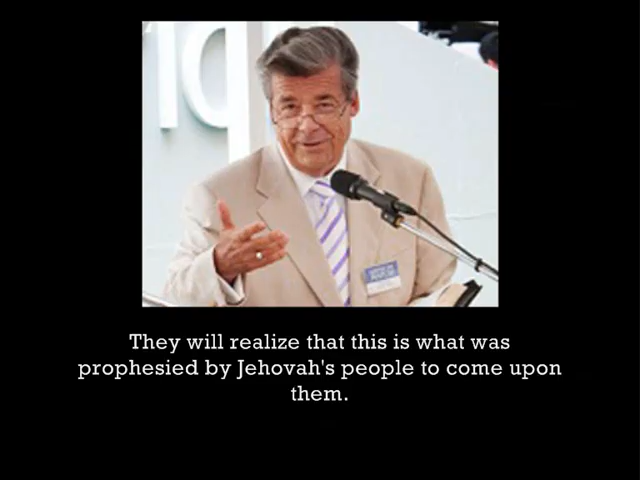 They will realize that this is what was
prophesied by Jehovah's people to come upon
them.